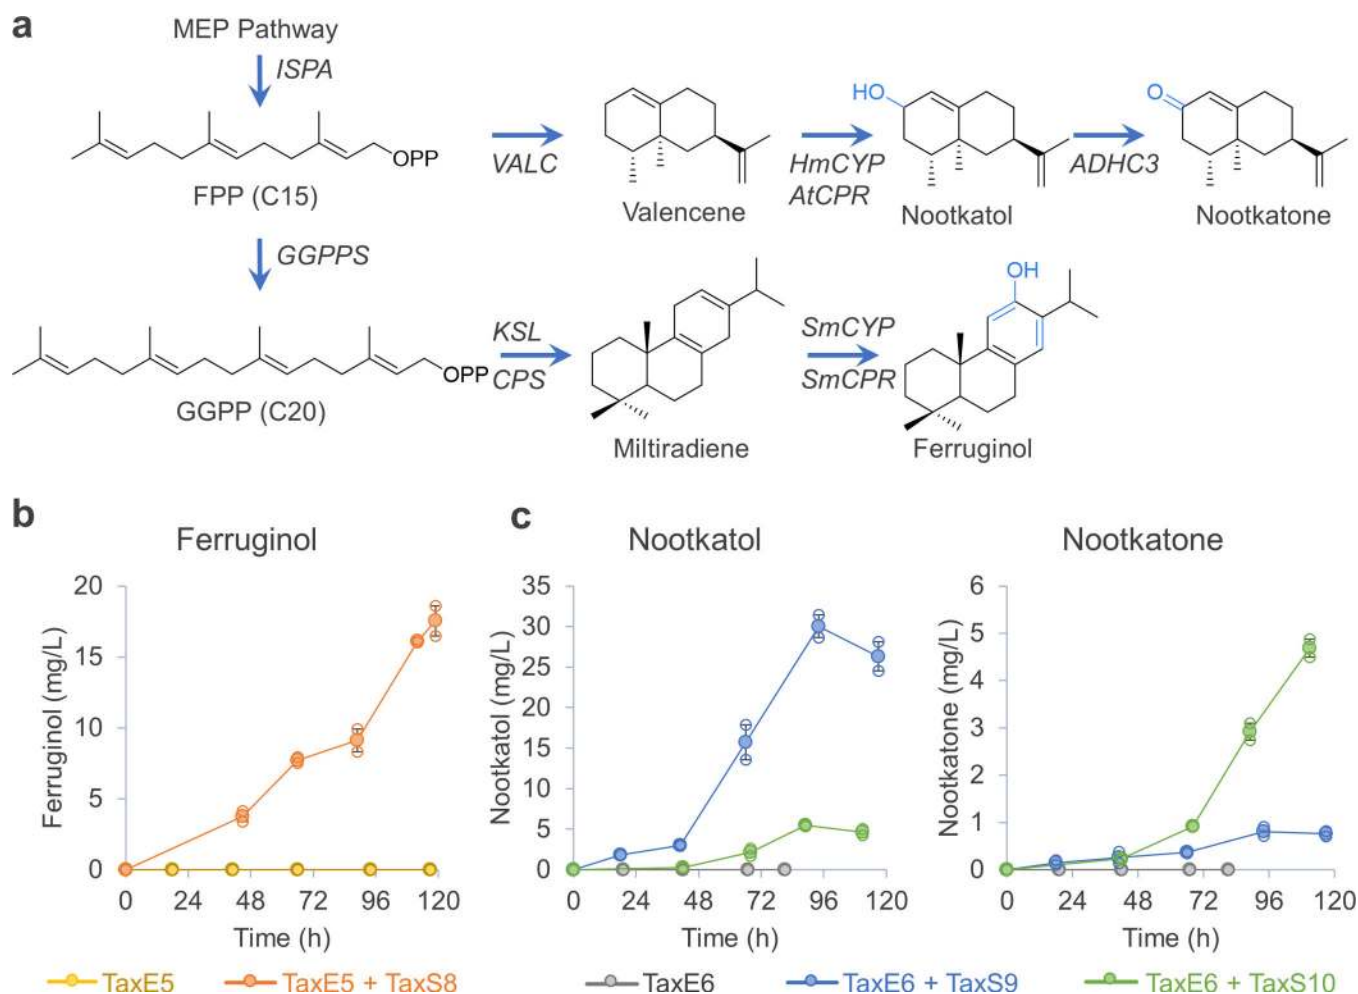 a
MEP Pathway
ISPA
OPP
FPP (C15)
VALC
Valencene
HO
HmCYP
AtCPR
Nootkatol
ADHC3
O
Nootkatone
GGPPS
OPP
GGPP (C20)
KSL
CPS
Miltiradiene
SmCYP
SmCPR
OH
Ferruginol
b
Ferruginol
Ferruginol (mg/L)
20
15
10
5
0
0 24 48 72 96 120
Time (h)
c
Nootkatol
Nootkatol (mg/L)
35
30
25
20
15
10
5
0
0 24 48 72 96 120
Time (h)
Nootkatone
Nootkatone (mg/L)
6
5
4
3
2
1
0
0 24 48 72 96 120
Time (h)
TaxE5 TaxE5 + TaxS8 TaxE6 TaxE6 + TaxS9 TaxE6 + TaxS10